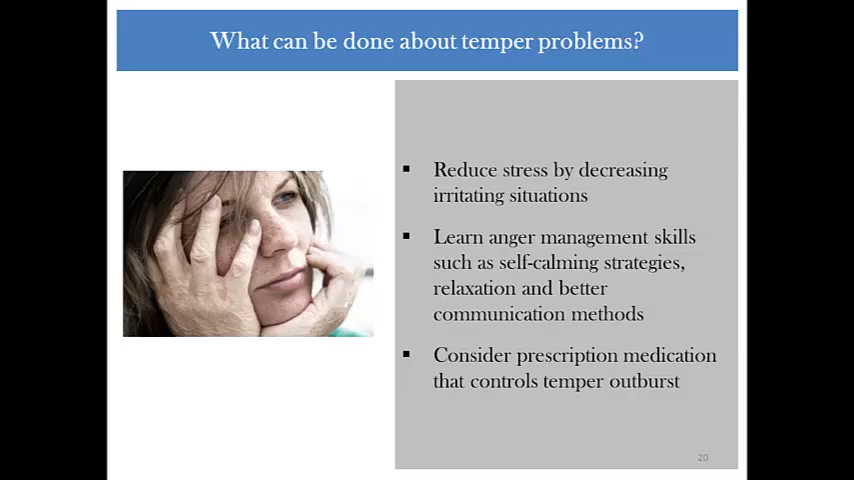 What can be done about temper problems?
▪ Reduce stress by decreasing
irritating situations
▪ Learn anger management skills
such as self-calming strategies,
relaxation and better
communication methods
▪ Consider prescription medication
that controls temper outburst
20